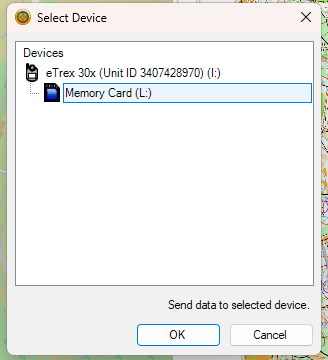 Select Device
Devices
eTrex 30x (Unit ID 3407428970) (I:)
Memory Card (L:)
Send data to selected device.
OK
Cancel